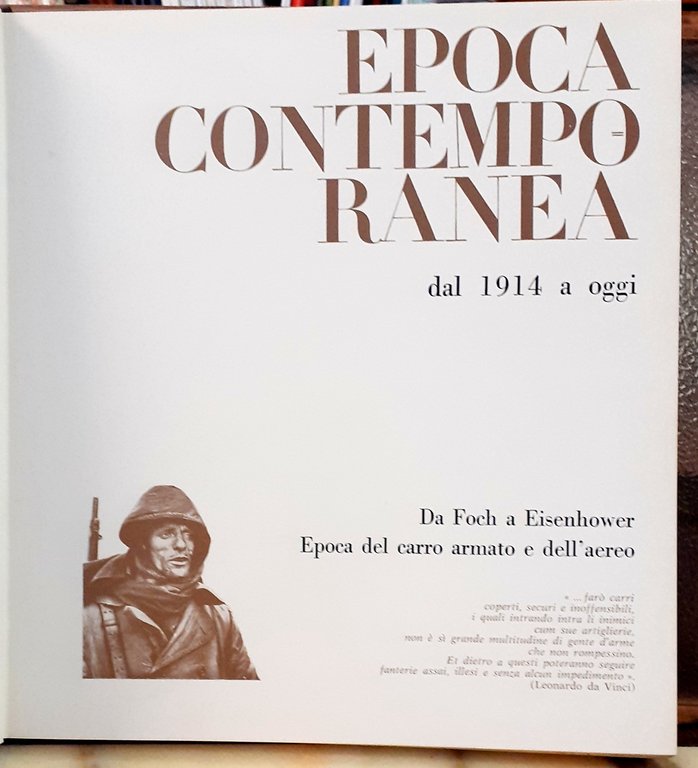 EPOCA
CONTEMPO=
RANEA
dal 1914 a oggi
Da Foch a Eisenhower
Epoca del carro armato e dell'aereo
« ...farò carri
coperti, securi e inoffensibili,
i quali intrando intra li inimici
cum sue artiglierie,
non è sì grande multitudine di gente d'arme
che non rompessino.
Et dietro a questi poteranno seguire
fanterie assai, illesi e senza alcun impedimento ».
(Leonardo da Vinci)